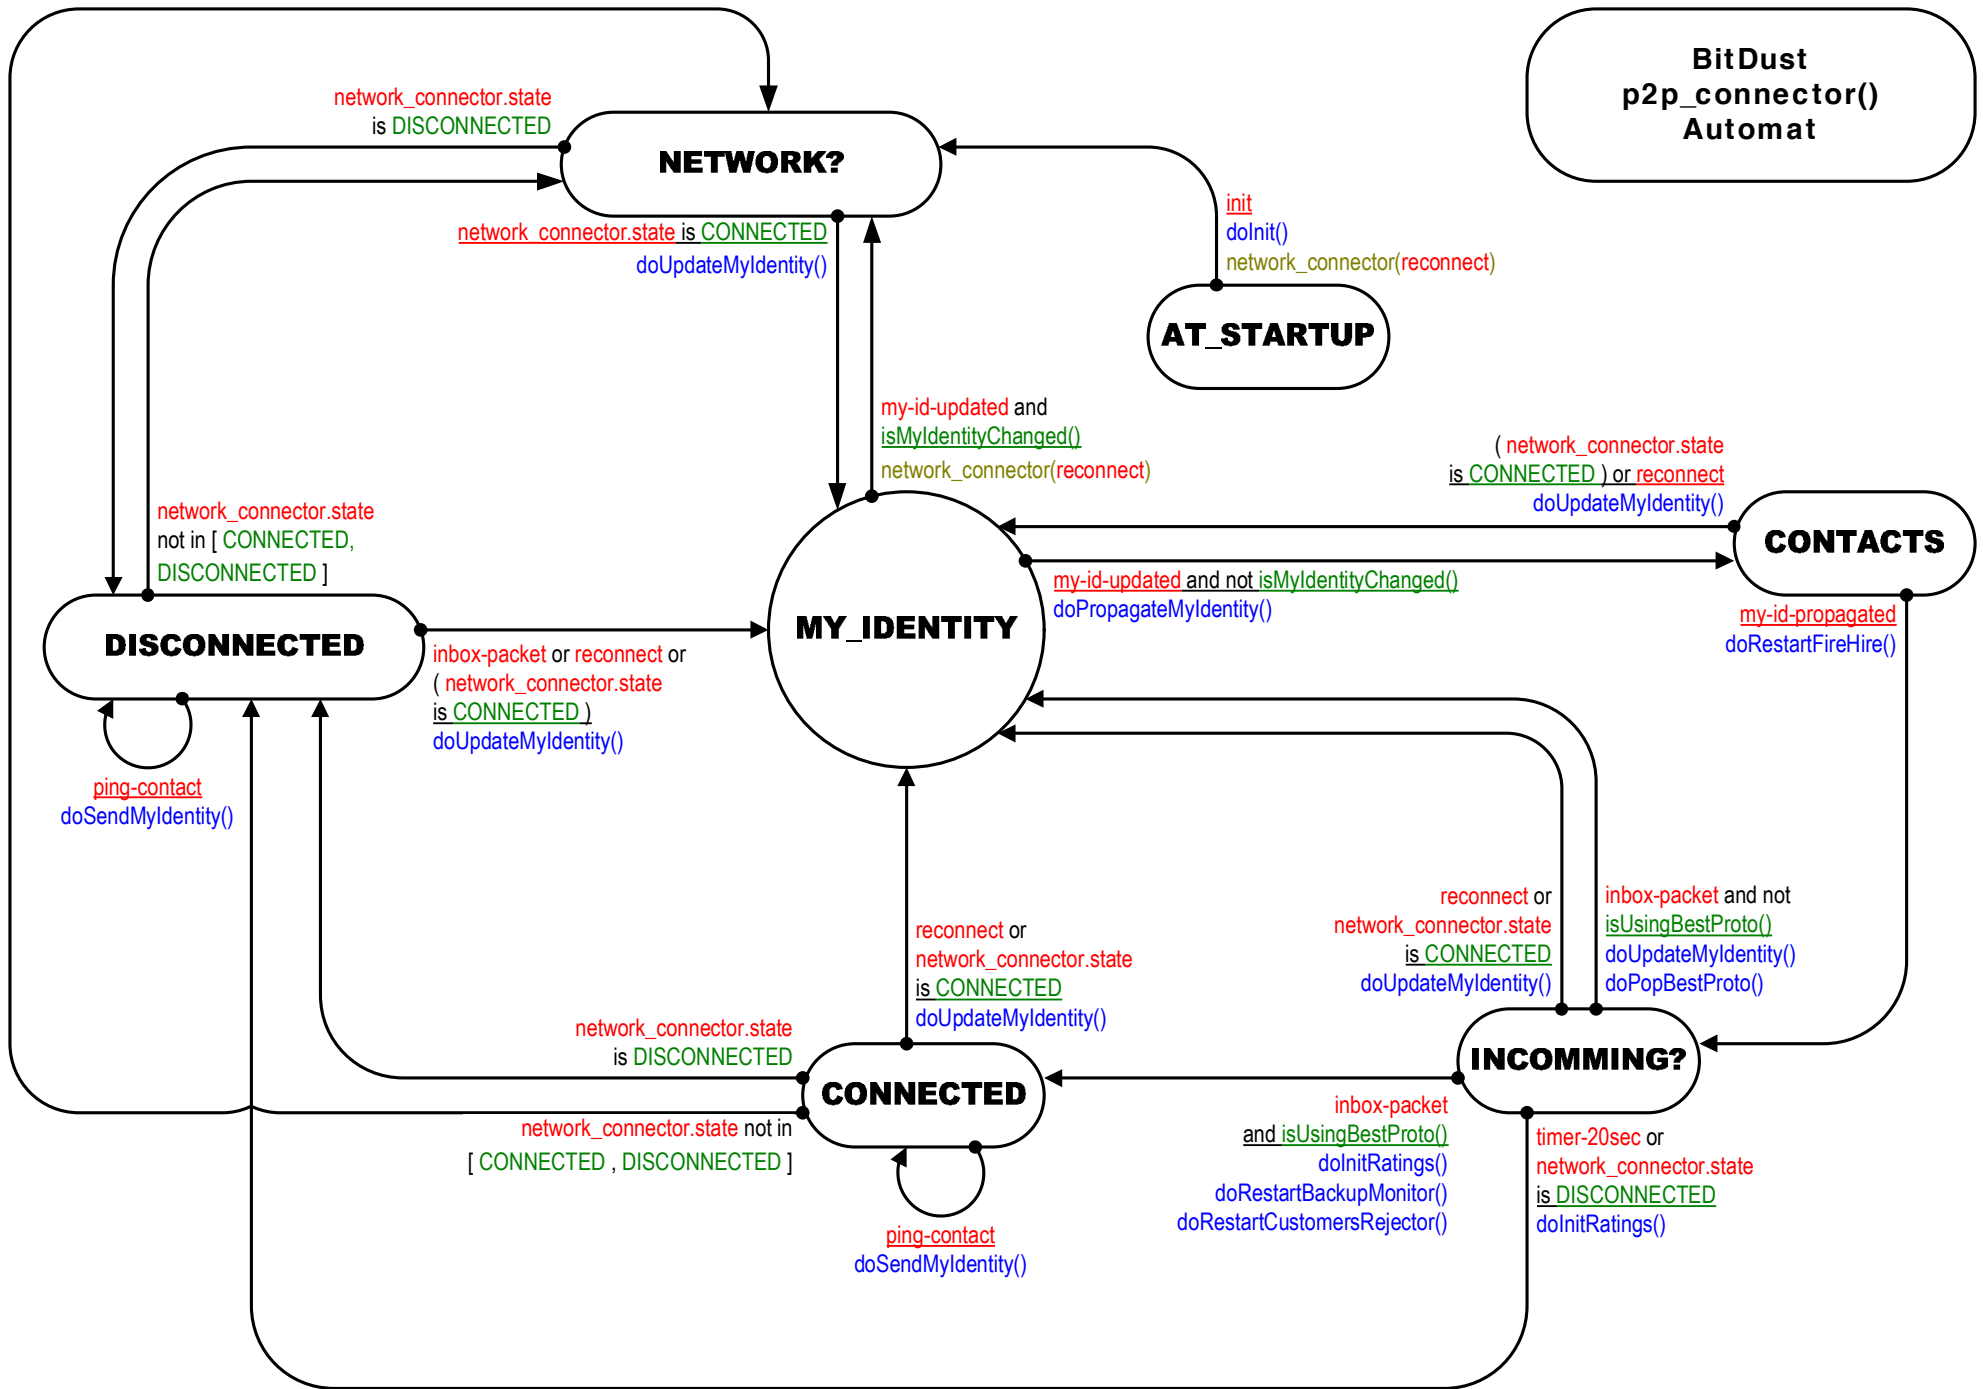 BitDust
p2p_connector()
Automat
network_connector.state
is DISCONNECTED
NETWORK?
network_connector.state is CONNECTED
doUpdateMyIdentity()
init
doInit()
network_connector(reconnect)
AT_STARTUP
my-id-updated and
isMyIdentityChanged()
network_connector(reconnect)
( network_connector.state
is CONNECTED ) or reconnect
doUpdateMyIdentity()
CONTACTS
network_connector.state
not in [ CONNECTED,
DISCONNECTED ]
my-id-updated and not isMyIdentityChanged()
doPropagateMyIdentity()
MY_IDENTITY
my-id-propagated
doRestartFireHire()
DISCONNECTED
inbox-packet or reconnect or
( network_connector.state
is CONNECTED )
doUpdateMyIdentity()
ping-contact
doSendMyIdentity()
reconnect or
network_connector.state
is CONNECTED
doUpdateMyIdentity()
inbox-packet and not
isUsingBestProto()
doUpdateMyIdentity()
doPopBestProto()
reconnect or
network_connector.state
is CONNECTED
doUpdateMyIdentity()
network_connector.state
is DISCONNECTED
INCOMMING?
CONNECTED
network_connector.state not in
[ CONNECTED , DISCONNECTED ]
inbox-packet
and isUsingBestProto()
doInitRatings()
doRestartBackupMonitor()
doRestartCustomersRejector()
timer-20sec or
network_connector.state
is DISCONNECTED
doInitRatings()
ping-contact
doSendMyIdentity()